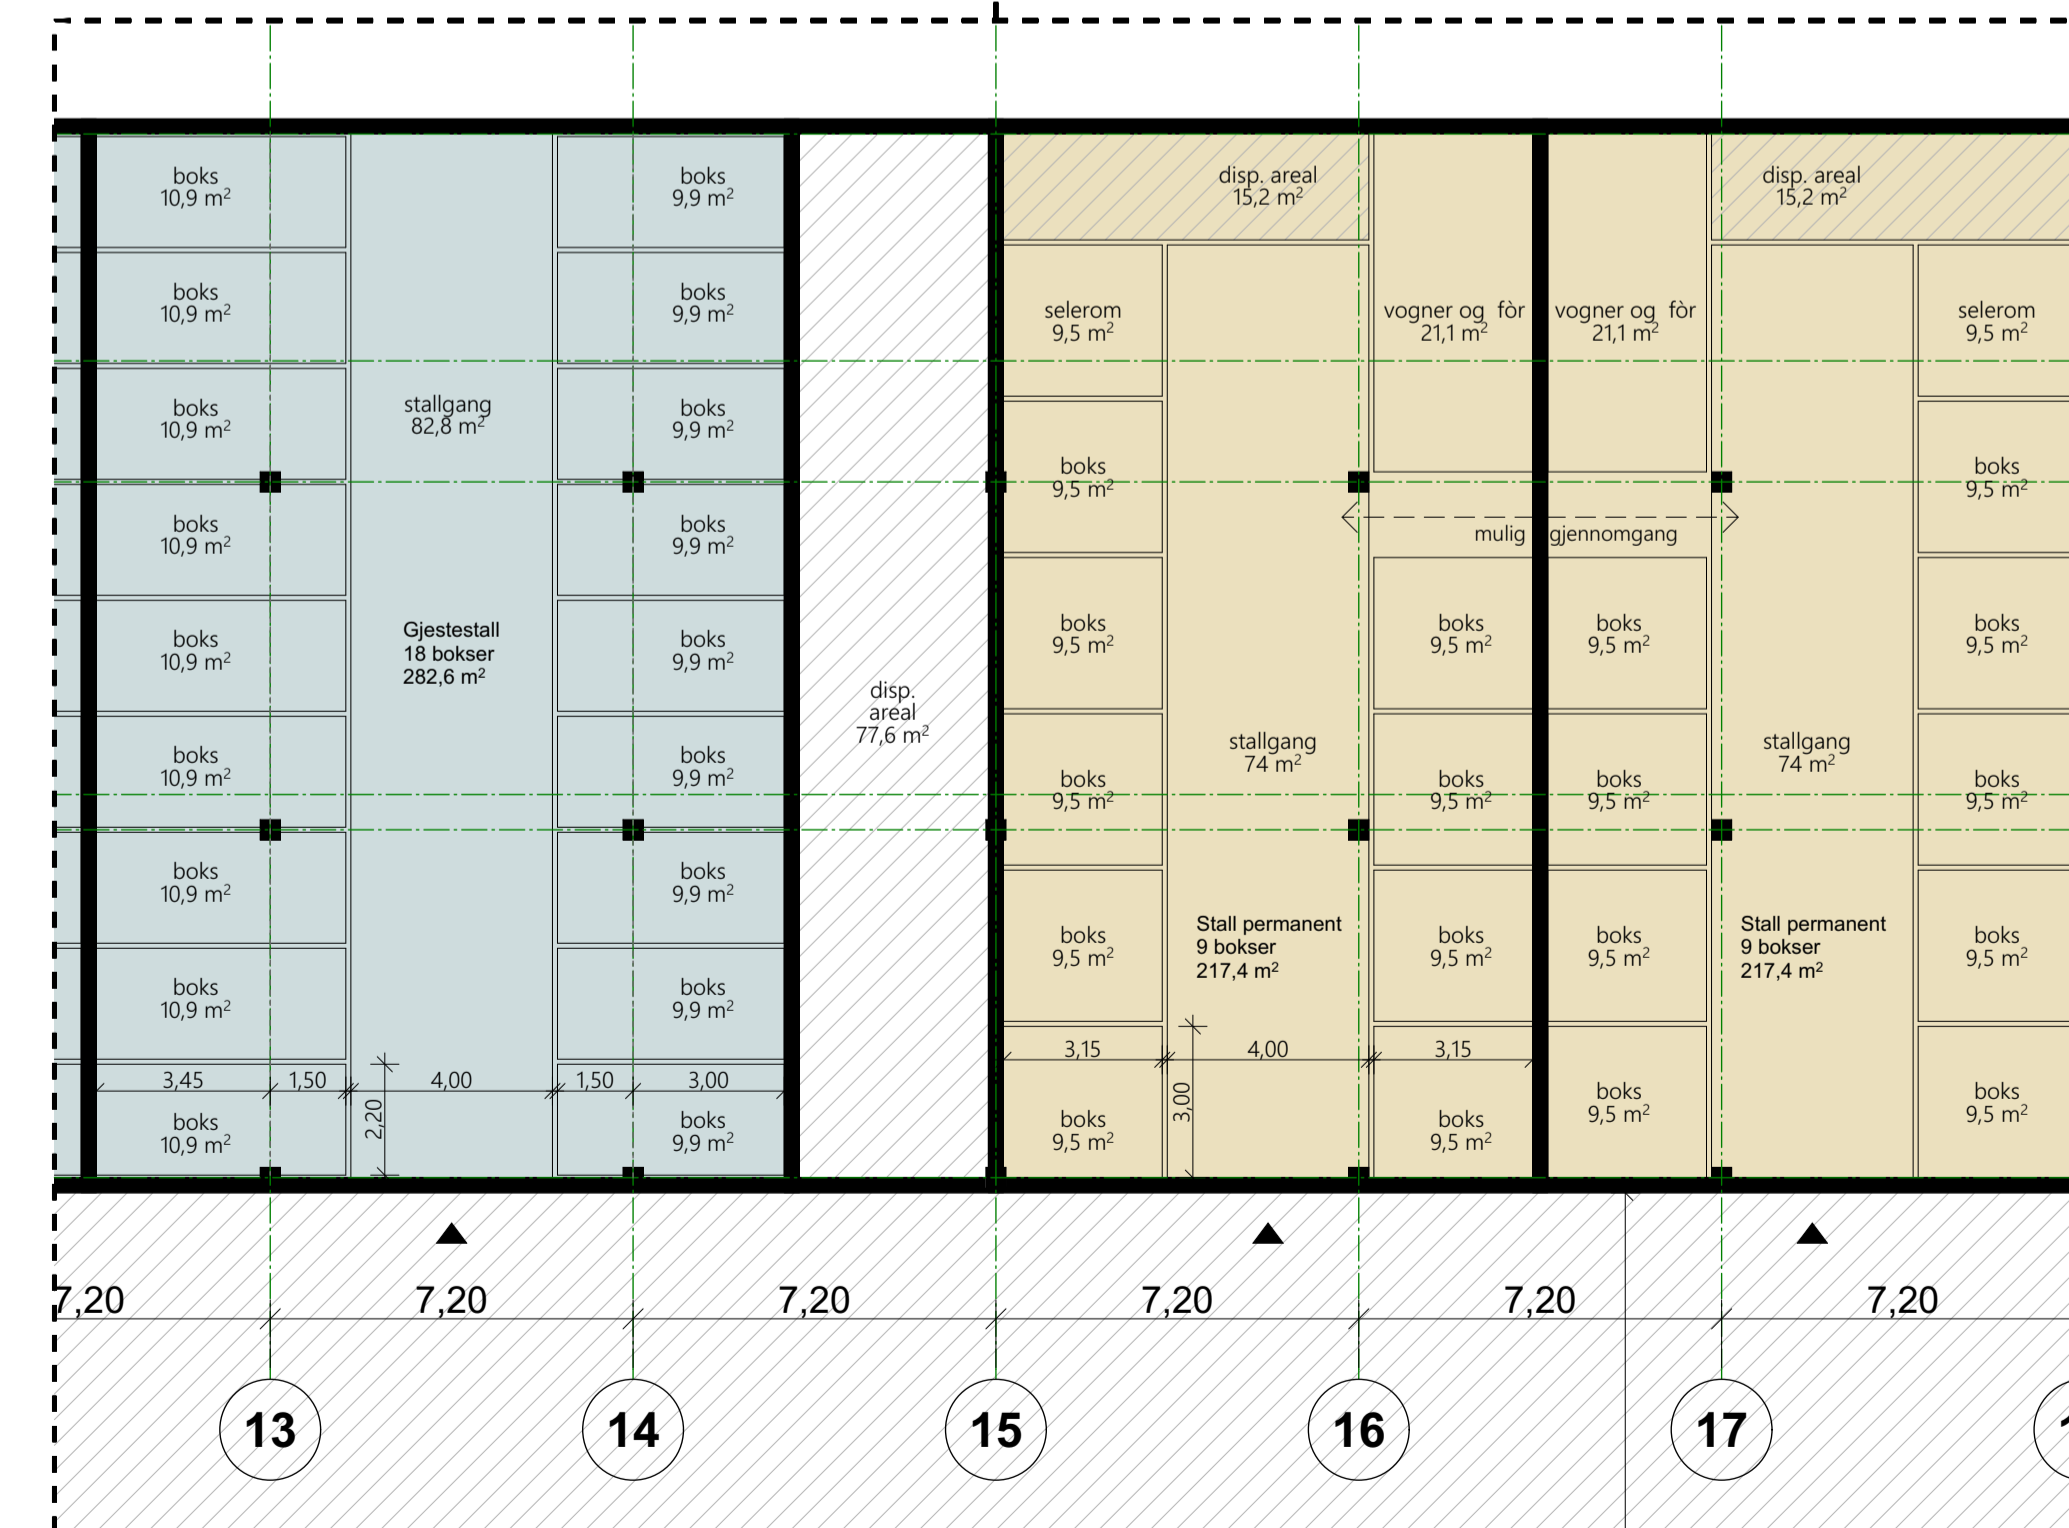 boks
10,9 m²
boks
10,9 m²
boks
10,9 m²
boks
10,9 m²
boks
10,9 m²
boks
10,9 m²
boks
10,9 m²
boks
10,9 m²
boks
10,9 m²
stallgang
82,8 m²
Gjestestall
18 bokser
282,6 m²
3,45
1,50
4,00
1,50
3,00
2,20
boks
9,9 m²
boks
9,9 m²
boks
9,9 m²
boks
9,9 m²
boks
9,9 m²
boks
9,9 m²
boks
9,9 m²
boks
9,9 m²
boks
9,9 m²
disp.
areal
77,6 m²
disp. areal
15,2 m²
selerom
9,5 m²
boks
9,5 m²
boks
9,5 m²
boks
9,5 m²
boks
9,5 m²
boks
9,5 m²
stallgang
74 m²
Stall permanent
9 bokser
217,4 m²
3,15
4,00
3,15
3,00
vogner og fòr
21,1 m²
vogner og fòr
21,1 m²
mulig gjennomgang
boks
9,5 m²
boks
9,5 m²
boks
9,5 m²
boks
9,5 m²
boks
9,5 m²
boks
9,5 m²
boks
9,5 m²
boks
9,5 m²
disp. areal
15,2 m²
stallgang
74 m²
Stall permanent
9 bokser
217,4 m²
selerom
9,5 m²
boks
9,5 m²
boks
9,5 m²
boks
9,5 m²
boks
9,5 m²
boks
9,5 m²
7,20
7,20
7,20
7,20
7,20
7,20
13
14
15
16
17